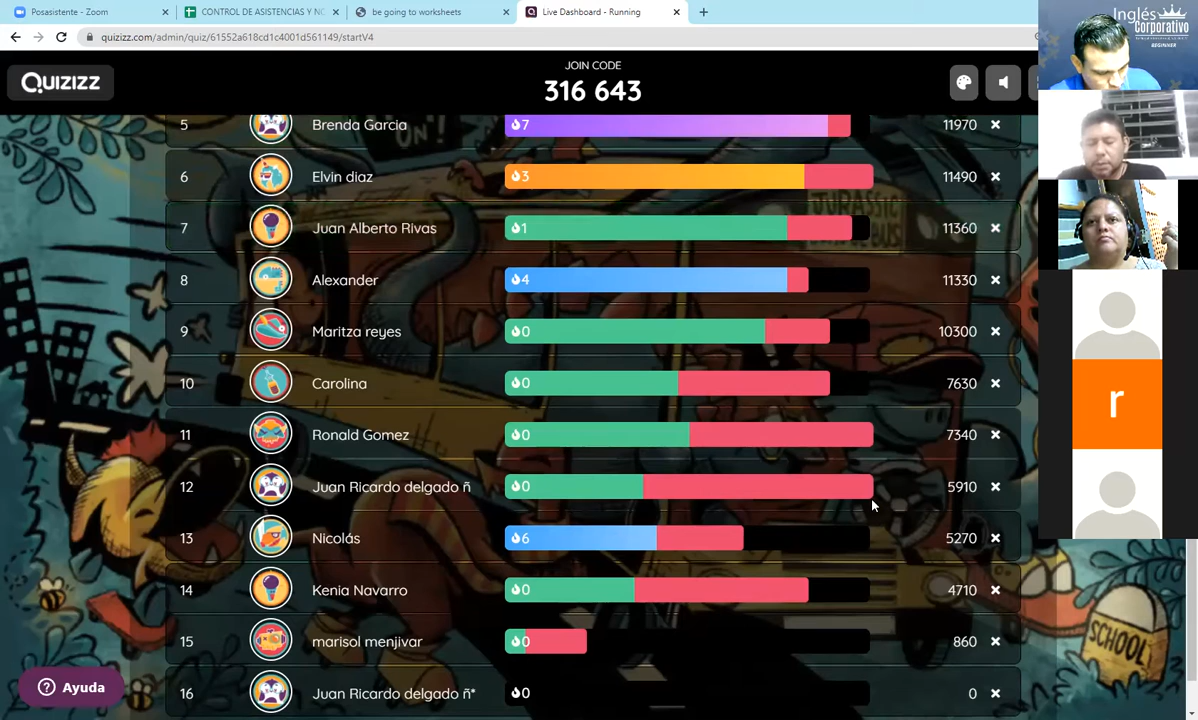 Posasistente - Zoom
CONTROL DE ASISTENCIAS Y NO
be going to worksheets
Live Dashboard - Running
quizizz.com/admin/quiz/61552a618cd1c4001d561149/startV4
Inglés
Corporativo
BEGINNER
QUIZIZZ
JOIN CODE
316 643
5 Brenda Garcia 7 11970
6 Elvin diaz 3 11490
7 Juan Alberto Rivas 1 11360
8 Alexander 4 11330
9 Maritza reyes 0 10300
10 Carolina 0 7630
11 Ronald Gomez 0 7340
12 Juan Ricardo delgado ñ 0 5910
13 Nicolás 6 5270
14 Kenia Navarro 0 4710
15 marisol menjivar 0 860
16 Juan Ricardo delgado ñ* 0 0
r
? Ayuda
SCHOOL